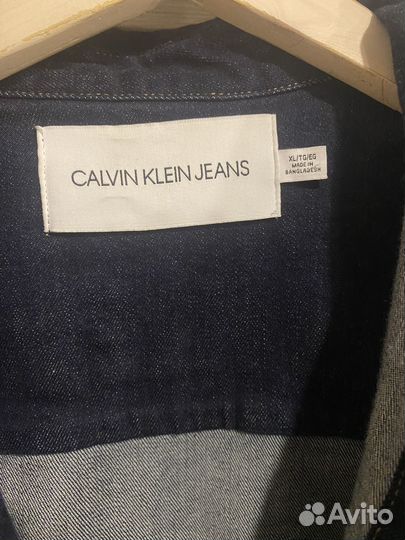 CALVIN KLEIN JEANS
XL/TG/EG
MADE IN
BANGLADESH
Avito